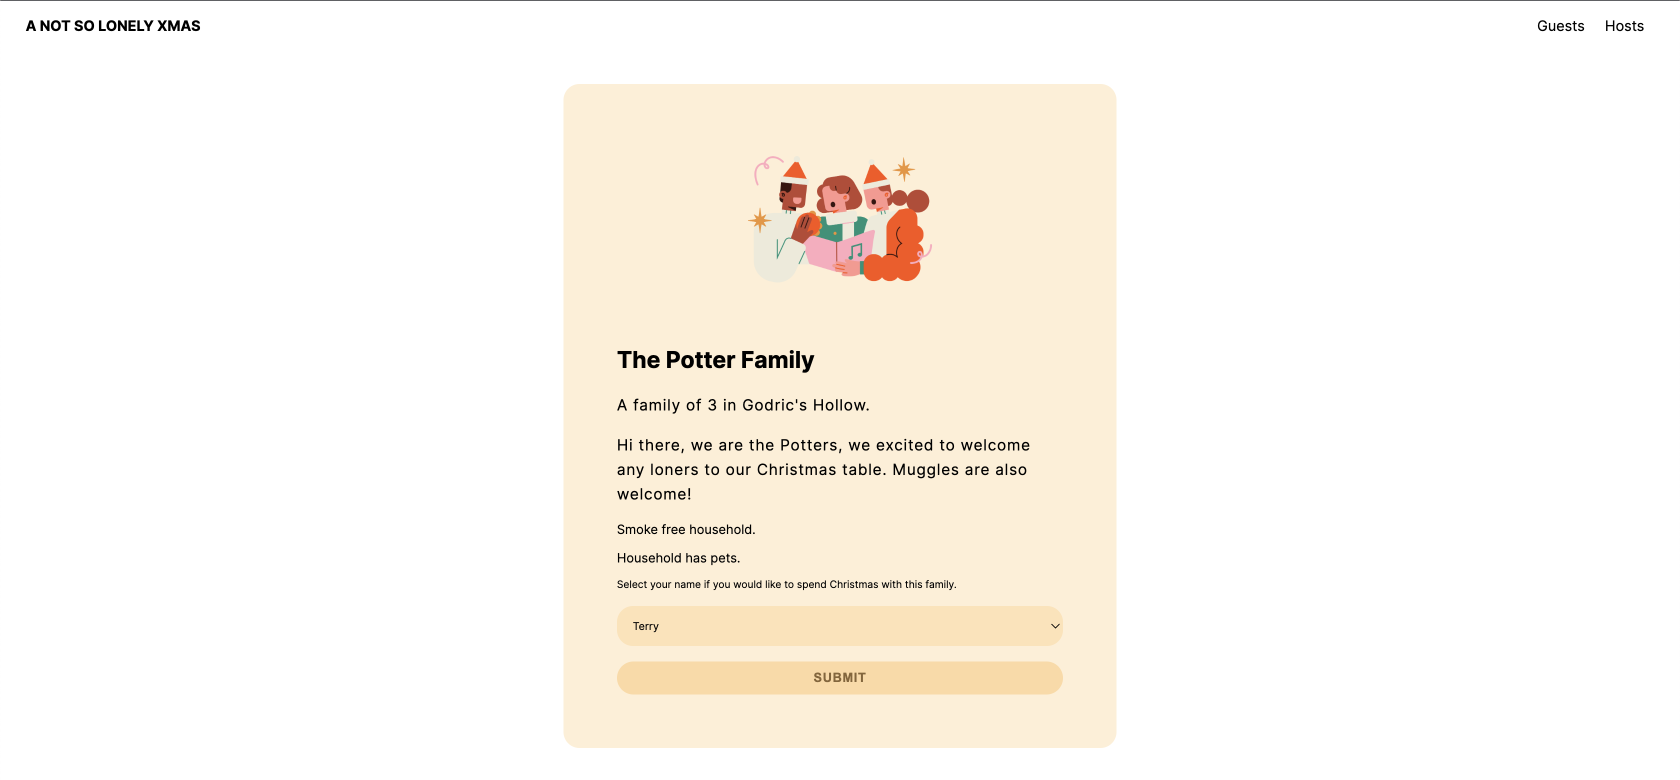 A NOT SO LONELY XMAS
Guests
Hosts
The Potter Family
A family of 3 in Godric's Hollow.
Hi there, we are the Potters, we excited to welcome
any loners to our Christmas table. Muggles are also
welcome!
Smoke free household.
Household has pets.
Select your name if you would like to spend Christmas with this family.
Terry
SUBMIT